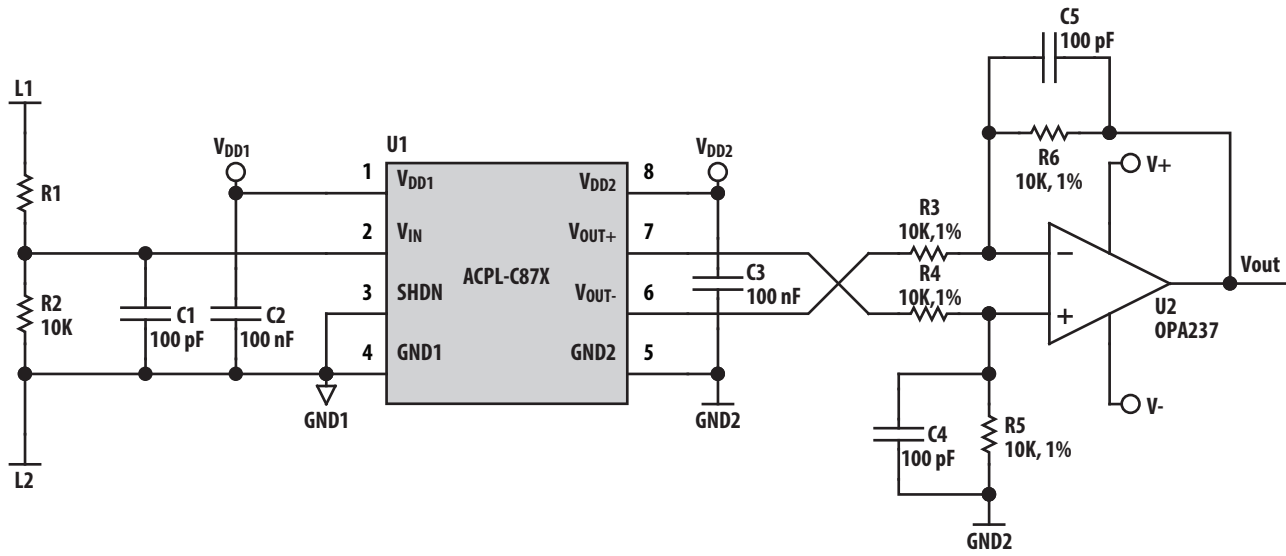 C5
100 pF
L1
R6
10K, 1%
V+
VDD1
U1
VDD2
R1
1
VDD1
VDD2
8
R3
10K,1%
2
VIN
VOUT+
7
ACPL-C87X
R4
10K,1%
Vout
R2
10K
C1
100 pF
C2
100 nF
3
SHDN
VOUT-
6
C3
100 nF
U2
OPA237
4
GND1
GND2
5
V-
GND1
GND2
C4
100 pF
R5
10K, 1%
L2
GND2